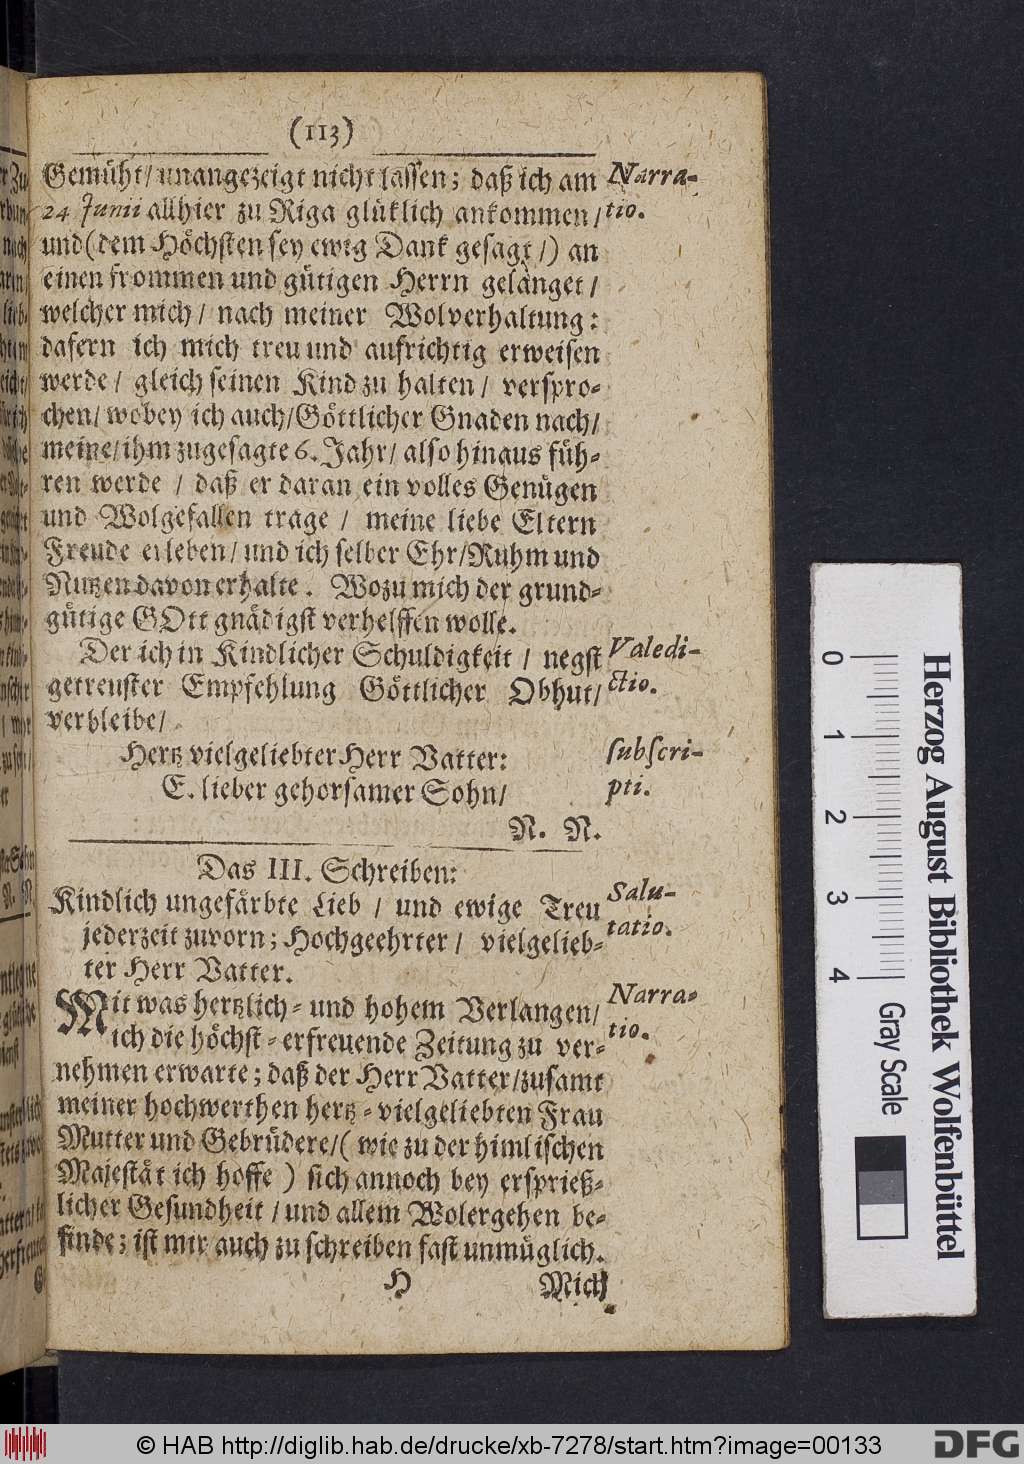 (113)
Gemüht/ unangezeigt nicht lassen; daß ich am
24 Junii allhier zu Riga glüklich ankommen/
und (dem Höchsten sey ewig Dank gesagt/) an
einen frommen und gütigen Herrn gelanget/
welcher mich/ nach meiner Wolverhaltung:
dafern ich mich treu und aufrichtig erweisen
werde/ gleich seinen Kind zu halten/ verspro-
chen/ wobey ich auch/ Göttlicher Gnaden nach/
meine/ ihm zugesagte 6. Jahr/ also hinaus füh-
ren werde / daß er daran ein volles Genügen
und Wolgefallen trage / meine liebe Eltern
Freude erleben/ und ich selber Ehr/ Ruhm und
Nutzen davon erhalte. Wozu mich der grund-
gütige GOtt gnädigst verhelffen wolle.
Narra-
tio.
Der ich in Kindlicher Schuldigkeit / negst
getreuster Empfehlung Göttlicher Obhut/
verbleibe/
Valedi-
ctio.
Hertz vielgeliebter Herr Vatter:
E. lieber gehorsamer Sohn/
N. N.
subscri-
pti.
Das III. Schreiben:
Kindlich ungefärbte Lieb / und ewige Treu
jederzeit zuvorn; Hochgeehrter / vielgelieb-
ter Herr Vatter.
Salu-
tatio.
Mit was hertzlich- und hohem Verlangen/
ich die höchst-erfreuende Zeitung zu ver-
nehmen erwarte; daß der Herr Vatter/ zusamt
meiner hochwerthen hertz-vielgeliebten Frau
Mutter und Gebrüdere/ (wie zu der himlischen
Majestät ich hoffe) sich annoch bey ersprieß-
licher Gesundheit / und allem Wolergehen be-
finde; ist mir auch zu schreiben fast unmüglich.
Narra-
tio.
H Mich
0 1 2 3 4
Herzog August Bibliothek Wolfenbüttel
Gray Scale
© HAB http://diglib.hab.de/drucke/xb-7278/start.htm?image=00133
DFG